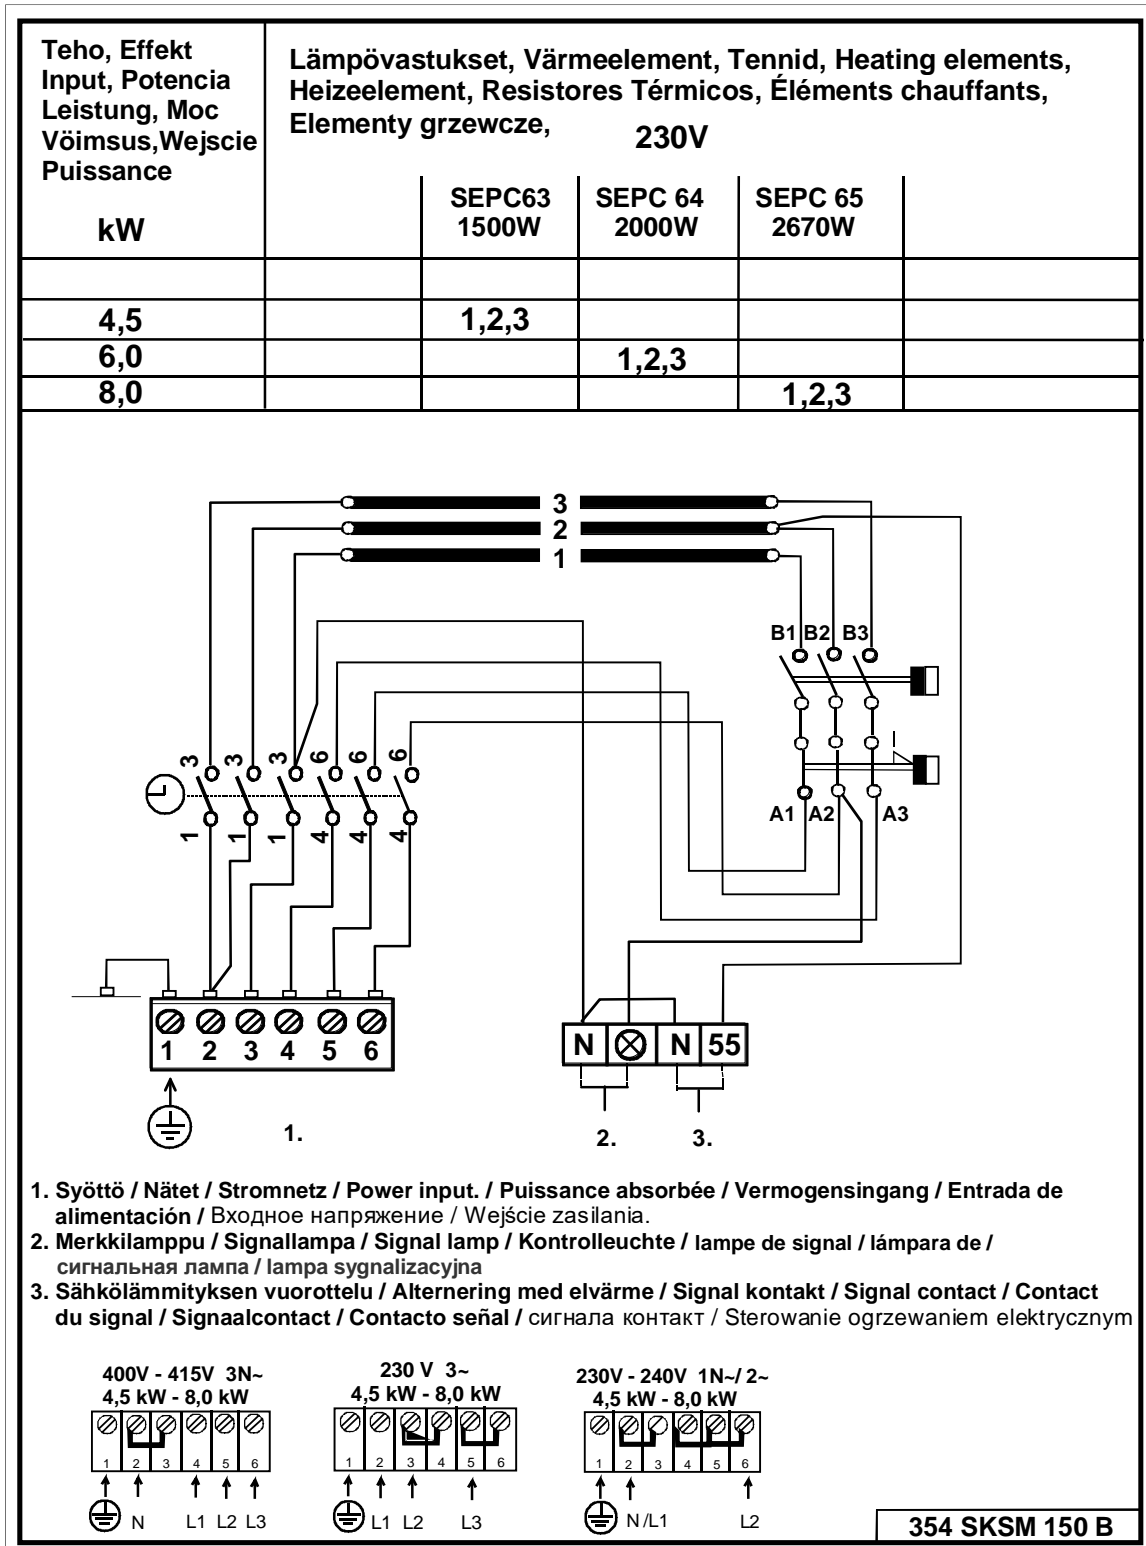 Teho, Effekt
Input, Potencia
Leistung, Moc
Vöimsus,Wejscie
Puissance
kW
Lämpövastukset, Värmeelement, Tennid, Heating elements,
Heizeelement, Resistores Térmicos, Éléments chauffants,
Elementy grzewcze, 230V
SEPC63 SEPC 64 SEPC 65
1500W 2000W 2670W
4,5 1,2,3
6,0 1,2,3
8,0 1,2,3
3
2
1
B1 B2 B3
3 3 3 6 6 6
1 1 1 4 4 4
A1 A2 A3
1 2 3 4 5 6
N N 55
1. 2. 3.
1. Syöttö / Nätet / Stromnetz / Power input. / Puissance absorbée / Vermogensingang / Entrada de
alimentación / Входное напряжение / Wejście zasilania.
2. Merkkilamppu / Signallampa / Signal lamp / Kontrolleuchte / lampe de signal / lámpara de /
сигнальная лампа / lampa sygnalizacyjna
3. Sähkölämmityksen vuorottelu / Alternering med elvärme / Signal kontakt / Signal contact / Contact
du signal / Signaalcontact / Contacto señal / сигнала контакт / Sterowanie ogrzewaniem elektrycznym
400V - 415V 3N~
4,5 kW - 8,0 kW
1 2 3 4 5 6
N L1 L2 L3
230 V 3~
4,5 kW - 8,0 kW
1 2 3 4 5 6
L1 L2 L3
230V - 240V 1N~/ 2~
4,5 kW - 8,0 kW
1 2 3 4 5 6
N /L1 L2
354 SKSM 150 B